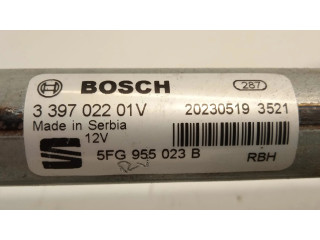 BOSCH 287
3 397 022 01V 20230519 3521
Made in Serbia
12V
5FG 955 023 B RBH